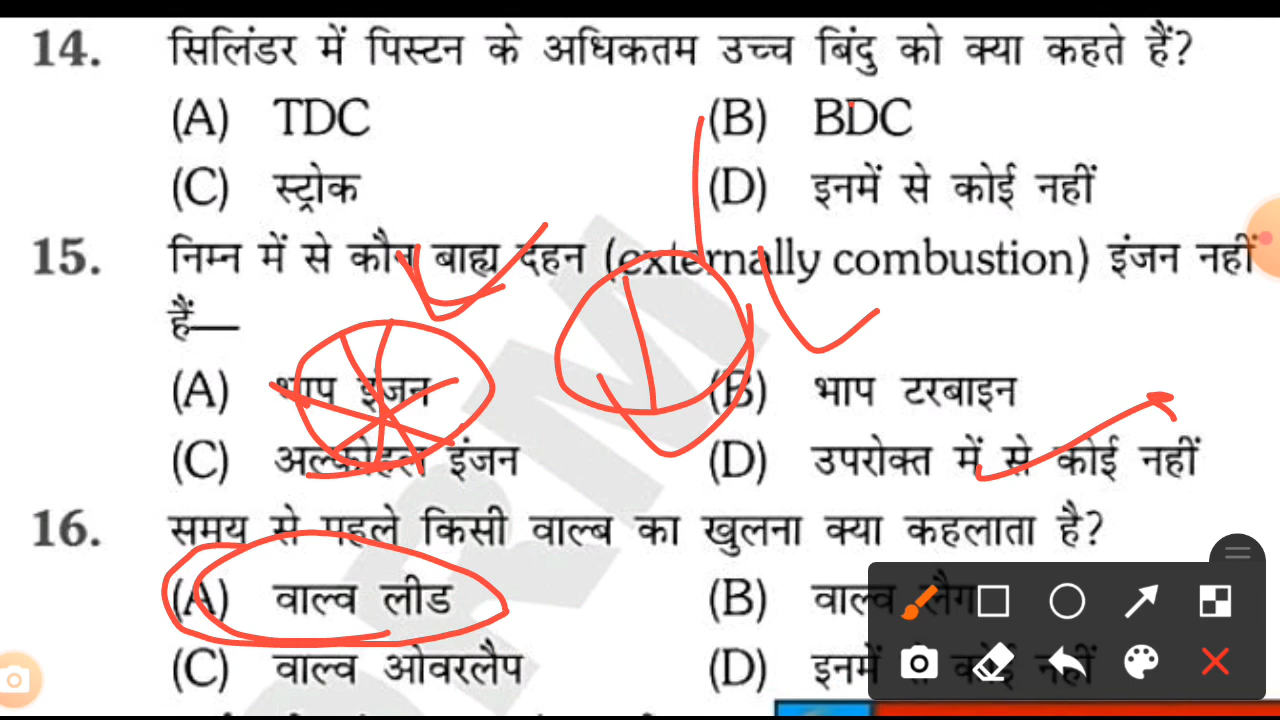 14. सिलिंडर में पिस्टन के अधिकतम उच्च बिंदु को क्या कहते हैं?
(A) TDC (B) BDC
(C) स्ट्रोक (D) इनमें से कोई नहीं
15. निम्न में से कौन बाह्य दहन (externally combustion) इंजन नहीं
हैं—
(A) भाप इंजन (B) भाप टरबाइन
(C) अल्कोहल इंजन (D) उपरोक्त में से कोई नहीं
16. समय से पहले किसी वाल्ब का खुलना क्या कहलाता है?
(A) वाल्व लीड (B) वाल्व लैग
(C) वाल्व ओवरलैप (D) इनमें से कोई नहीं